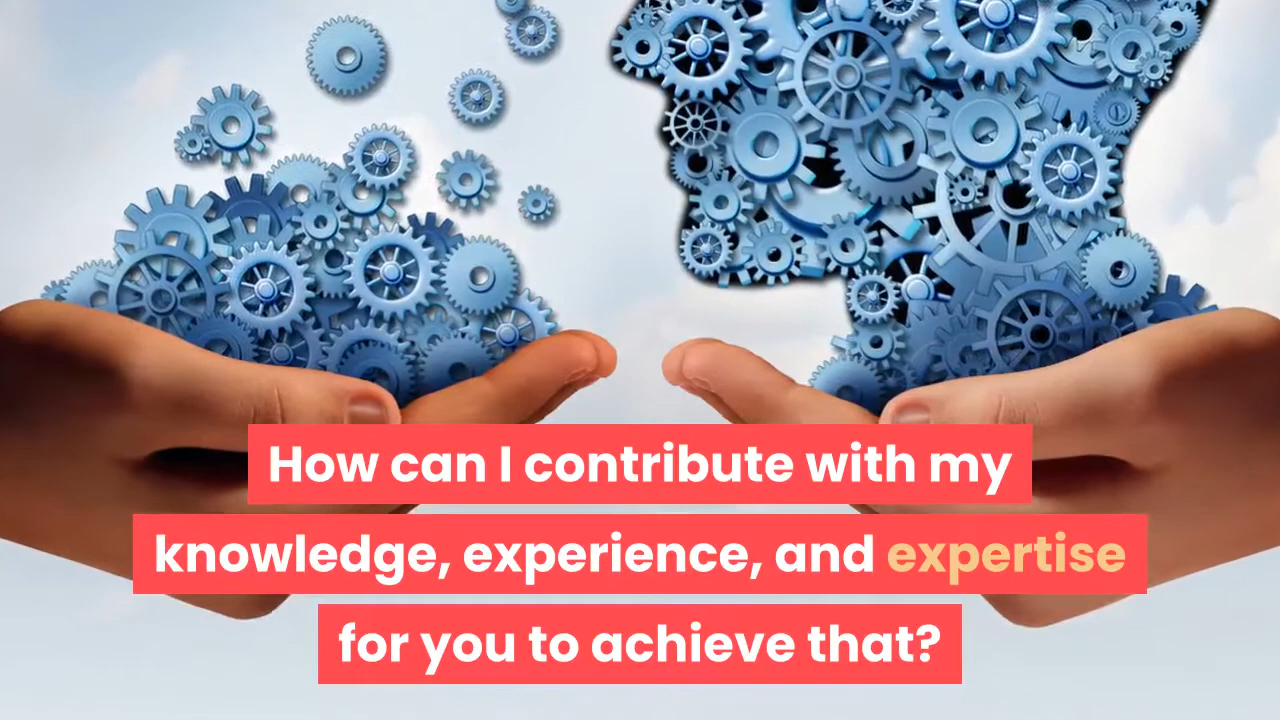 How can I contribute with my
knowledge, experience, and expertise
for you to achieve that?